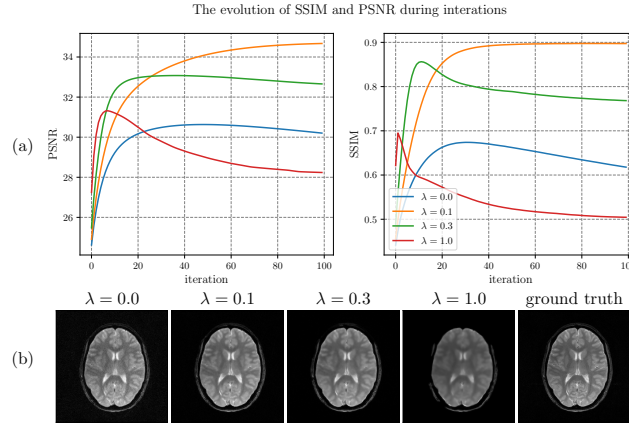 The evolution of SSIM and PSNR during interations
(a)
PSNR
34
32
30
28
26
0 20 40 60 80 100
iteration
SSIM
0.9
0.8
0.7
0.6
0.5
λ = 0.0
λ = 0.1
λ = 0.3
λ = 1.0
0 20 40 60 80 100
iteration
λ = 0.0 λ = 0.1 λ = 0.3 λ = 1.0 ground truth
(b)